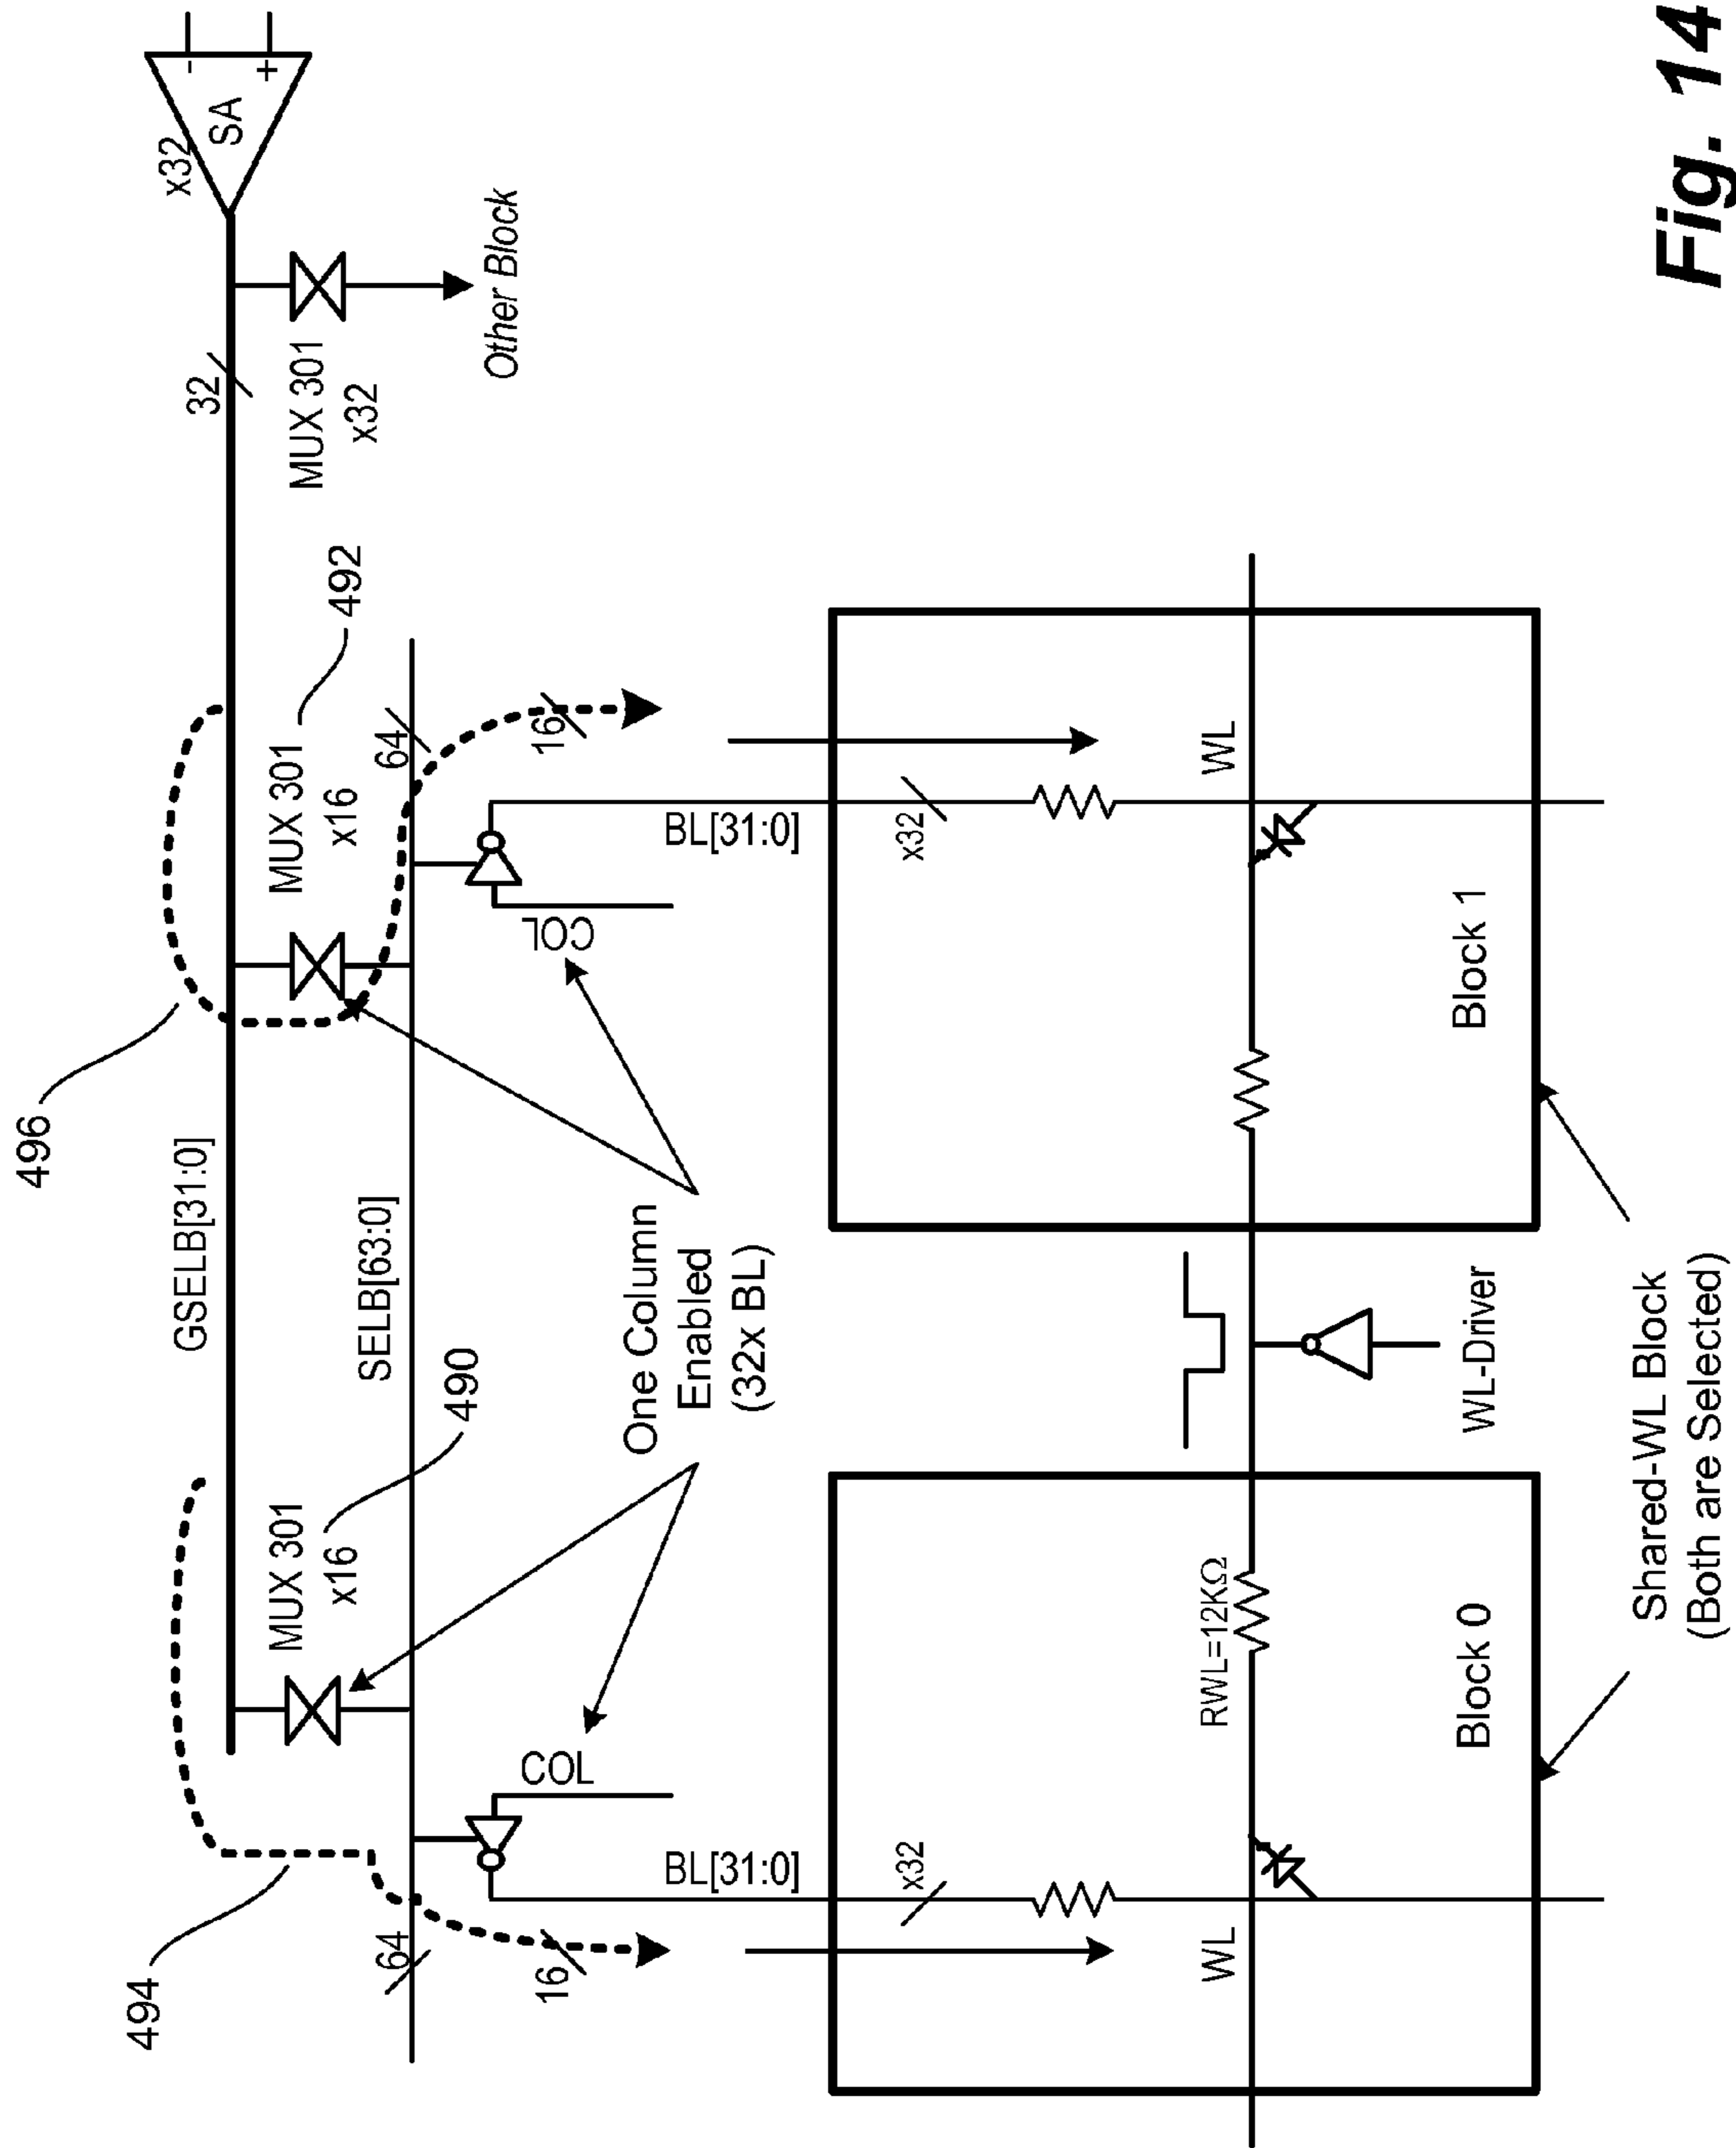 x32
SA
-
+
496
GSELB[31:0]
32
MUX 301
x32
Other Block
494
MUX 301
x16
490
MUX 301
x16
492
64
SELB[63:0]
64
16
COL
One Column
Enabled
(32x BL)
COL
16
BL[31:0]
BL[31:0]
x32
x32
WL
RWL=12KΩ
WL
Block 0
WL-Driver
Block 1
Shared-WL Block
(Both are Selected)
Fig. 14